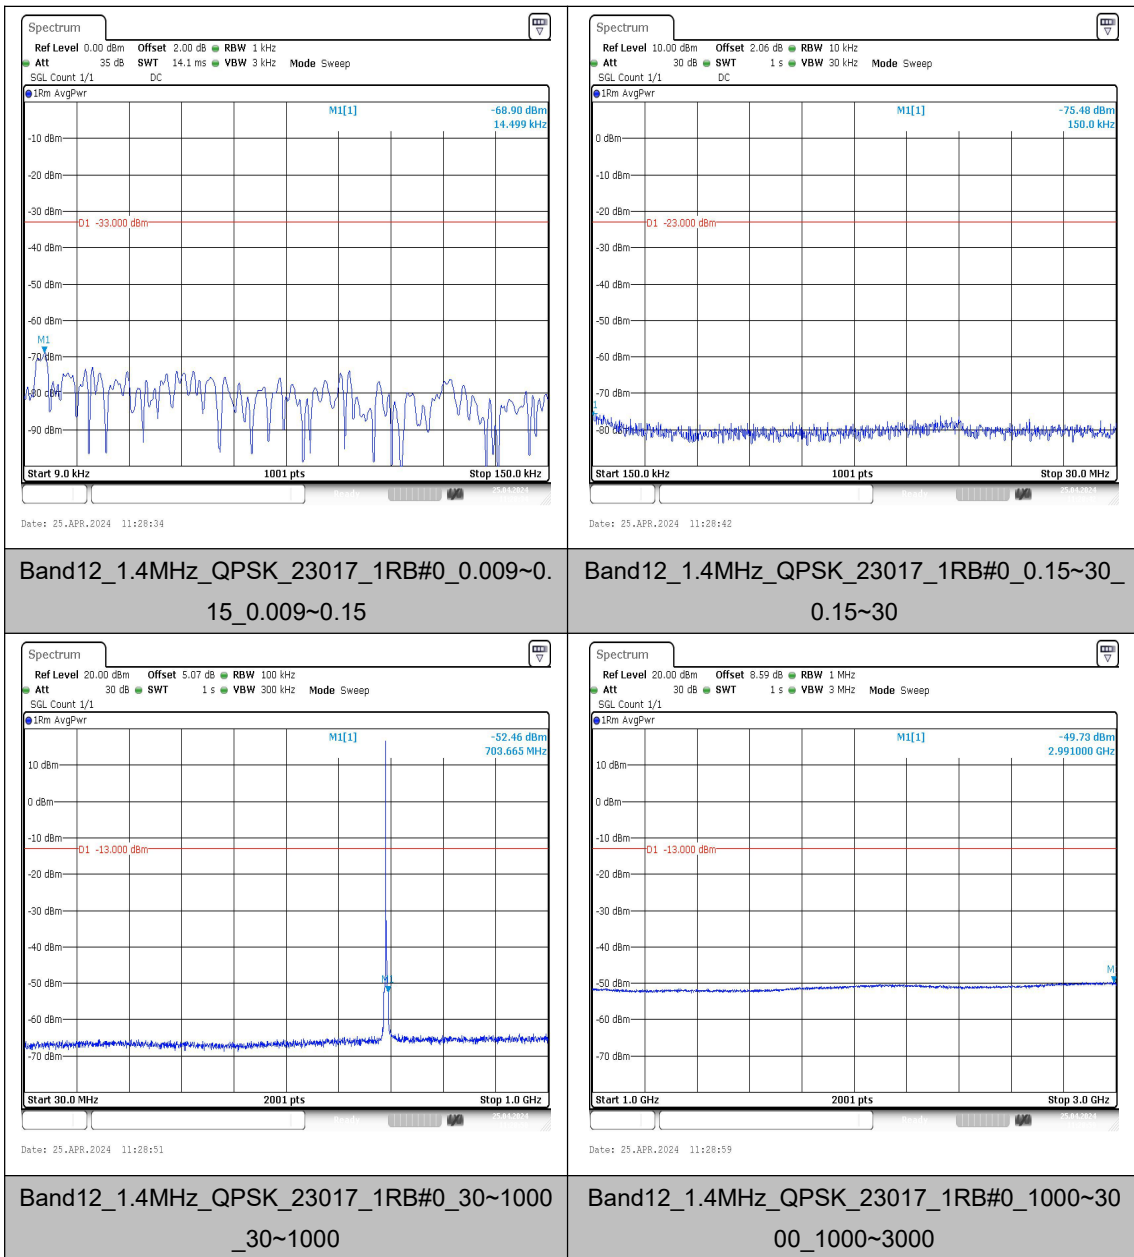 Spectrum
Ref Level 0.00 dBm Offset 2.00 dB RBW 1 kHz
Att 35 dB SWT 14.1 ms VBW 3 kHz Mode Sweep
SGL Count 1/1 DC
1Rm AvgPwr
M1[1] -68.90 dBm
14.499 kHz
-10 dBm
-20 dBm
-30 dBm
D1 -33.000 dBm
-40 dBm
-50 dBm
-60 dBm
M1
-70 dBm
-80 dBm
-90 dBm
Start 9.0 kHz 1001 pts Stop 150.0 kHz
Ready 25.04.2024
Date: 25.APR.2024 11:28:34
Band12_1.4MHz_QPSK_23017_1RB#0_0.009~0.
15_0.009~0.15
Spectrum
Ref Level 10.00 dBm Offset 2.06 dB RBW 10 kHz
Att 30 dB SWT 1 s VBW 30 kHz Mode Sweep
SGL Count 1/1 DC
1Rm AvgPwr
M1[1] -75.48 dBm
150.0 kHz
0 dBm
-10 dBm
-20 dBm
D1 -23.000 dBm
-30 dBm
-40 dBm
-50 dBm
-60 dBm
-70 dBm
1
-80 dBm
Start 150.0 kHz 1001 pts Stop 30.0 MHz
Ready 25.04.2024
Date: 25.APR.2024 11:28:42
Band12_1.4MHz_QPSK_23017_1RB#0_0.15~30_
0.15~30
Spectrum
Ref Level 20.00 dBm Offset 5.07 dB RBW 100 kHz
Att 30 dB SWT 1 s VBW 300 kHz Mode Sweep
SGL Count 1/1
1Rm AvgPwr
M1[1] -52.46 dBm
703.665 MHz
10 dBm
0 dBm
-10 dBm
D1 -13.000 dBm
-20 dBm
-30 dBm
-40 dBm
-50 dBm
M1
-60 dBm
-70 dBm
Start 30.0 MHz 2001 pts Stop 1.0 GHz
Ready 25.04.2024
Date: 25.APR.2024 11:28:51
Band12_1.4MHz_QPSK_23017_1RB#0_30~1000
_30~1000
Spectrum
Ref Level 20.00 dBm Offset 8.59 dB RBW 1 MHz
Att 30 dB SWT 1 s VBW 3 MHz Mode Sweep
SGL Count 1/1
1Rm AvgPwr
M1[1] -49.73 dBm
2.991000 GHz
10 dBm
0 dBm
-10 dBm
D1 -13.000 dBm
-20 dBm
-30 dBm
-40 dBm
M
-50 dBm
-60 dBm
-70 dBm
Start 1.0 GHz 2001 pts Stop 3.0 GHz
Ready 25.04.2024
Date: 25.APR.2024 11:28:59
Band12_1.4MHz_QPSK_23017_1RB#0_1000~30
00_1000~3000